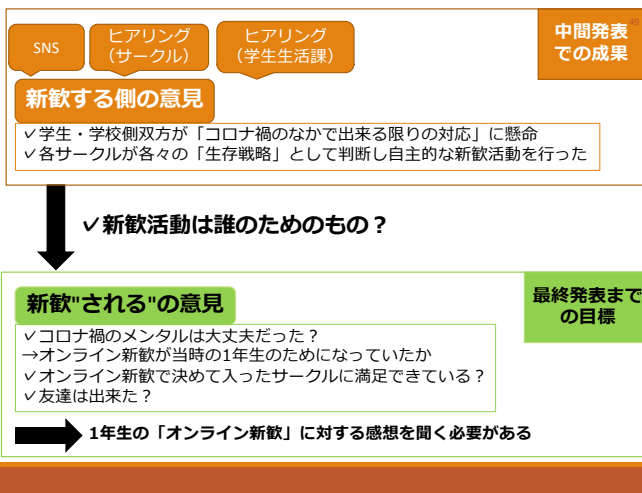 49
中間発表
での成果
SNS
ヒアリング
（サークル）
ヒアリング
（学生生活課）
新歓する側の意見
✓学生・学校側双方が「コロナ禍のなかで出来る限りの対応」に懸命
✓各サークルが各々の「生存戦略」として判断し自主的な新歓活動を行った
✓新歓活動は誰のためのもの？
最終発表まで
の目標
新歓"される"の意見
✓コロナ禍のメンタルは大丈夫だった？
→オンライン新歓が当時の1年生のためになっていたか
✓オンライン新歓で決めて入ったサークルに満足できている？
✓友達は出来た？
1年生の「オンライン新歓」に対する感想を聞く必要がある